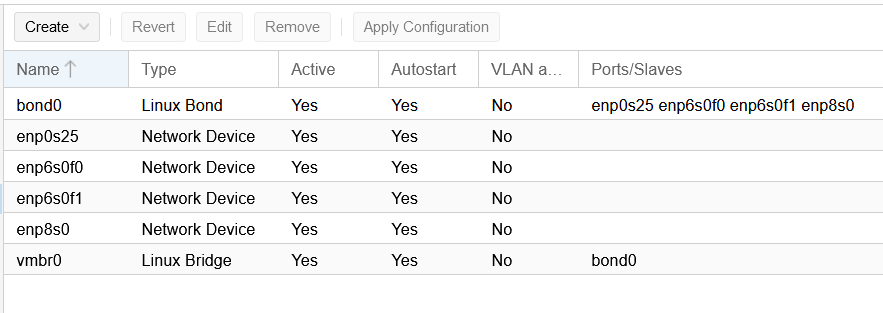 Create Revert Edit Remove Apply Configuration
Name Type Active Autostart VLAN a... Ports/Slaves
bond0 Linux Bond Yes Yes No enp0s25 enp6s0f0 enp6s0f1 enp8s0
enp0s25 Network Device Yes Yes No
enp6s0f0 Network Device Yes Yes No
enp6s0f1 Network Device Yes Yes No
enp8s0 Network Device Yes Yes No
vmbr0 Linux Bridge Yes Yes No bond0